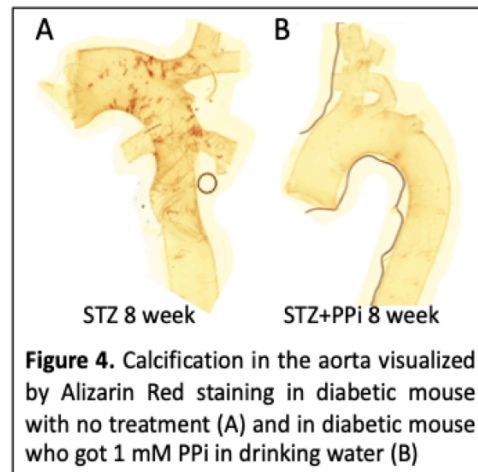 A B
STZ 8 week STZ+PPi 8 week
Figure 4. Calcification in the aorta visualized
by Alizarin Red staining in diabetic mouse
with no treatment (A) and in diabetic mouse
who got 1 mM PPi in drinking water (B)